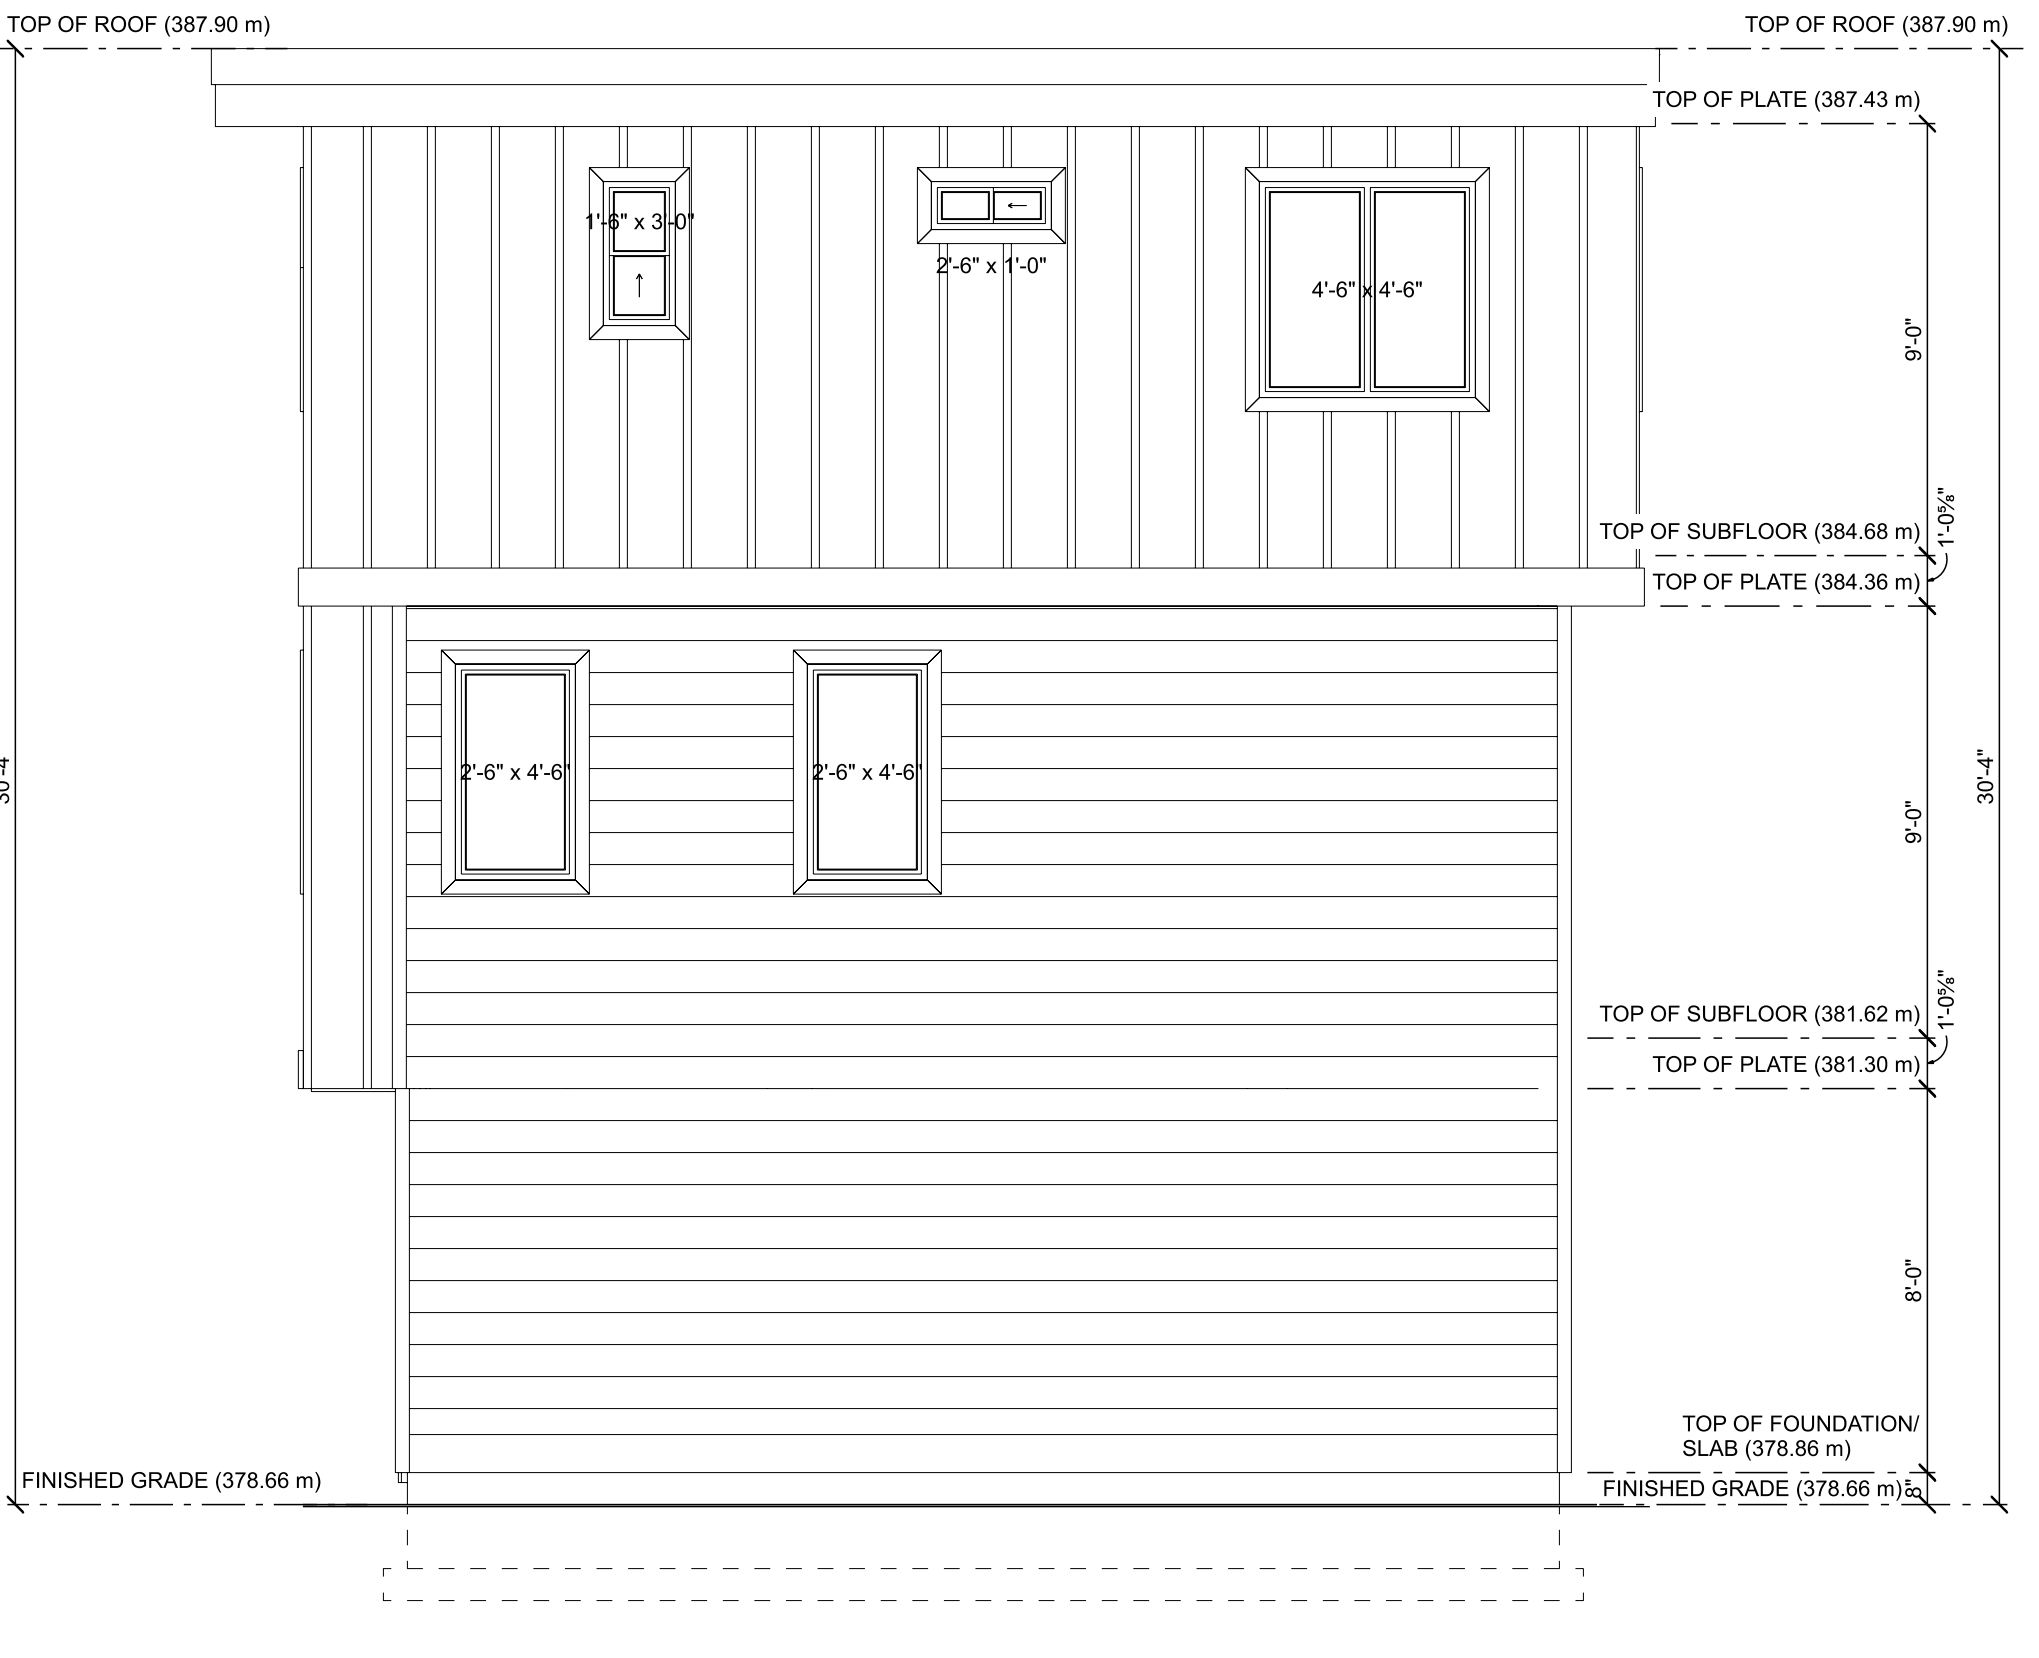 TOP OF ROOF (387.90 m)
TOP OF ROOF (387.90 m)
TOP OF PLATE (387.43 m)
1'-6" x 3'-0"
2'-6" x 1'-0"
4'-6" x 4'-6"
9'-0"
1'-0⅝"
TOP OF SUBFLOOR (384.68 m)
TOP OF PLATE (384.36 m)
2'-6" x 4'-6"
2'-6" x 4'-6"
30'-4
30'-4"
9'-0"
1'-0⅝"
TOP OF SUBFLOOR (381.62 m)
TOP OF PLATE (381.30 m)
8'-0"
TOP OF FOUNDATION/
SLAB (378.86 m)
FINISHED GRADE (378.66 m)
FINISHED GRADE (378.66 m)
8"